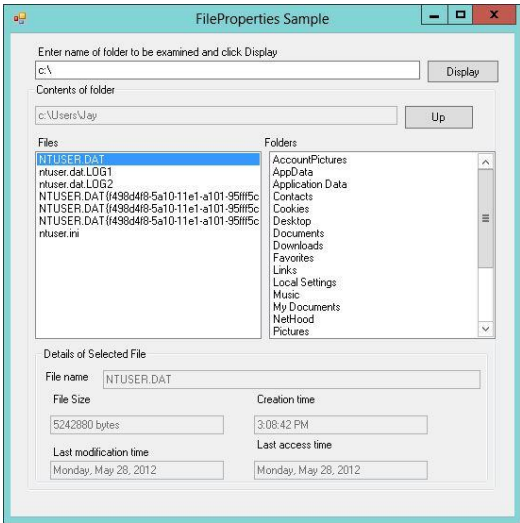 FileProperties Sample
Enter name of folder to be examined and click Display
c:\
Display
Contents of folder
c:\Users\Jay
Up
Files
NTUSER.DAT
ntuser.dat.LOG1
ntuser.dat.LOG2
NTUSER.DAT{f498d4f8-5a10-11e1-a101-95fff5c
NTUSER.DAT{f498d4f8-5a10-11e1-a101-95fff5c
NTUSER.DAT{f498d4f8-5a10-11e1-a101-95fff5c
ntuser.ini
Folders
AccountPictures
AppData
Application Data
Contacts
Cookies
Desktop
Documents
Downloads
Favorites
Links
Local Settings
Music
My Documents
NetHood
Pictures
Details of Selected File
File name
NTUSER.DAT
File Size
Creation time
5242880 bytes
3:08:42 PM
Last modification time
Last access time
Monday, May 28, 2012
Monday, May 28, 2012